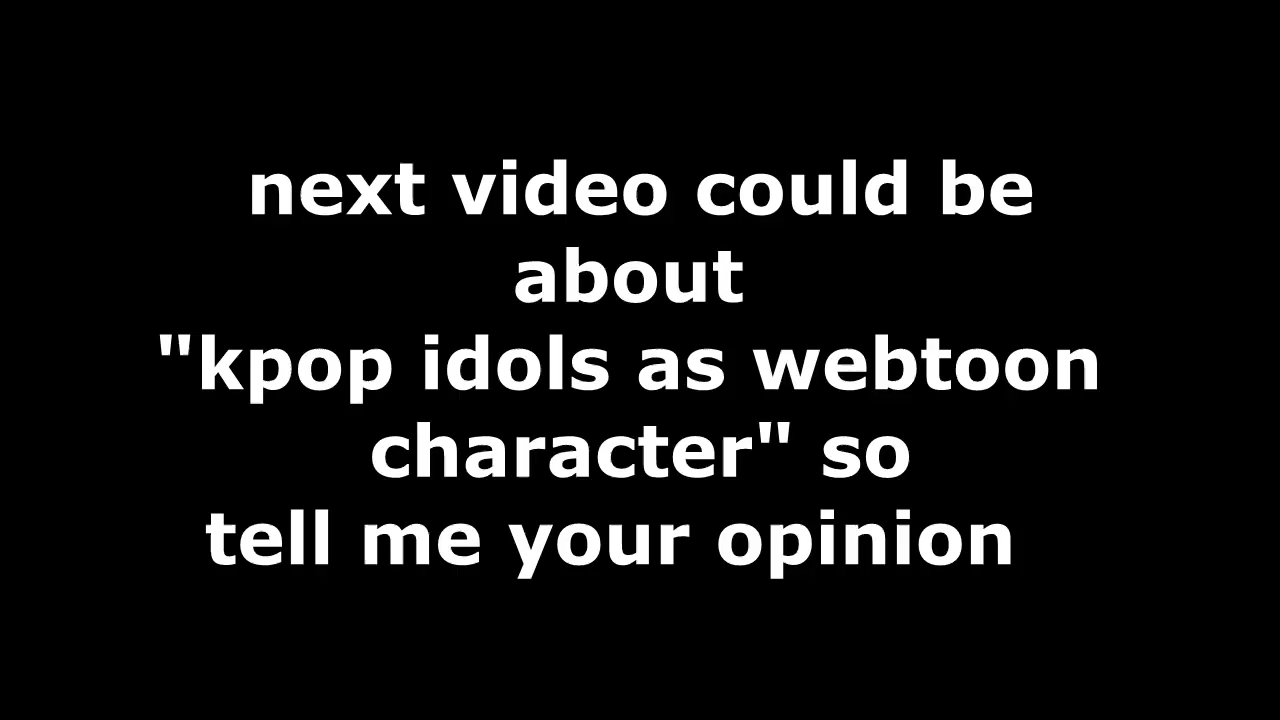 next video could be
about
"kpop idols as webtoon
character" so
tell me your opinion